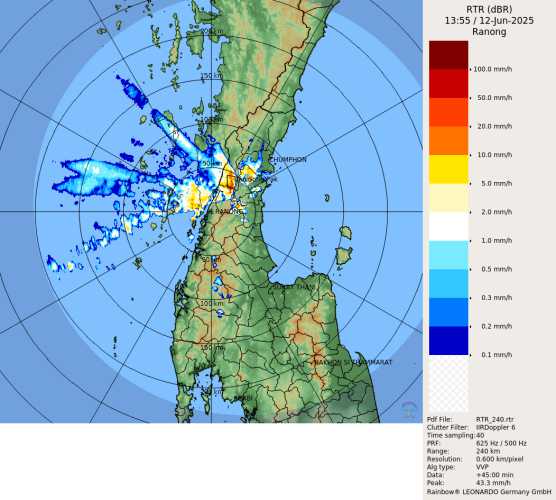 RTR (dBR)
13:55 / 12-Jun-2025
Ranong
100.0 mm/h
50.0 mm/h
20.0 mm/h
10.0 mm/h
5.0 mm/h
2.0 mm/h
1.0 mm/h
0.5 mm/h
0.3 mm/h
0.2 mm/h
0.1 mm/h
200 km
150 km
100 km
50 km
CHUMPHON
RANONG
50 km
SURAT THANI
100 km
150 km
NAKHON SI THAMMARAT
200 km
KRABI
Pdf File: RTR_240.rtr
Clutter Filter: IIRDoppler 6
Time sampling: 40
PRF: 625 Hz / 500 Hz
Range: 240 km
Resolution: 0.600 km/pixel
Alg type: VVP
Data: +45:00 min
Peak: 43.3 mm/h
Rainbow® LEONARDO Germany GmbH